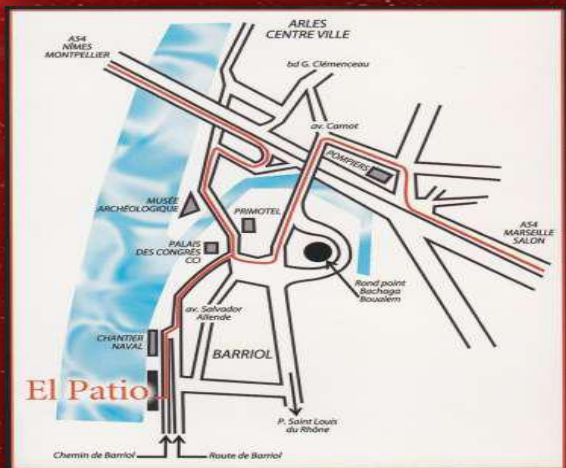 ARLES
CENTRE VILLE
A54
NÎMES
MONTPELLIER
bd G. Clémenceau
av. Carnot
POMPIERS
MUSÉE
ARCHÉOLOGIQUE
PRIMOTEL
PALAIS
DES CONGRÈS
CCI
A54
MARSEILLE
SALON
Rond point
Bachaga
Boualem
av. Salvador
Allende
CHANTIER
NAVAL
BARRIOL
El Patio
P. Saint Louis
du Rhône
Chemin de Barriol
Route de Barriol